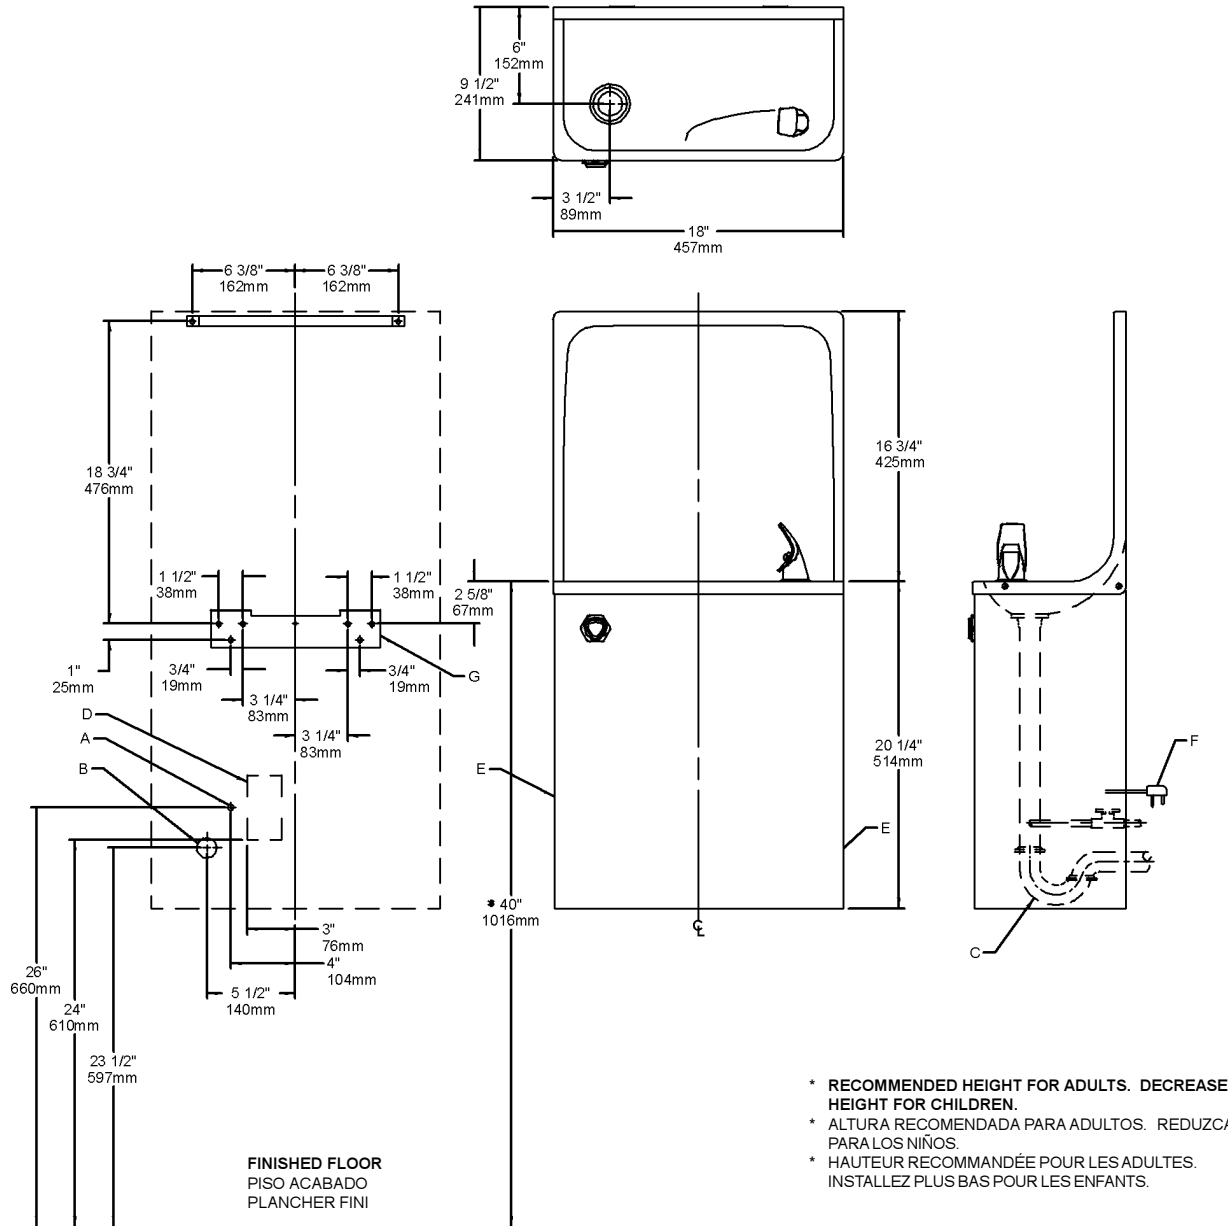 6"
152mm
9 1/2"
241mm
3 1/2"
89mm
18"
457mm
6 3/8"
162mm
6 3/8"
162mm
18 3/4"
476mm
16 3/4"
425mm
1 1/2"
38mm
1 1/2"
38mm
2 5/8"
67mm
1"
25mm
3/4"
19mm
3/4"
19mm
G
3 1/4"
83mm
3 1/4"
83mm
D
A
B
E
20 1/4"
514mm
F
E
* 40"
1016mm
C
3"
76mm
4"
104mm
5 1/2"
140mm
26"
660mm
24"
610mm
23 1/2"
597mm
℄
* RECOMMENDED HEIGHT FOR ADULTS. DECREASE
HEIGHT FOR CHILDREN.
* ALTURA RECOMENDADA PARA ADULTOS. REDUZCA
PARA LOS NIÑOS.
* HAUTEUR RECOMMANDÉE POUR LES ADULTES.
INSTALLEZ PLUS BAS POUR LES ENFANTS.
FINISHED FLOOR
PISO ACABADO
PLANCHER FINI